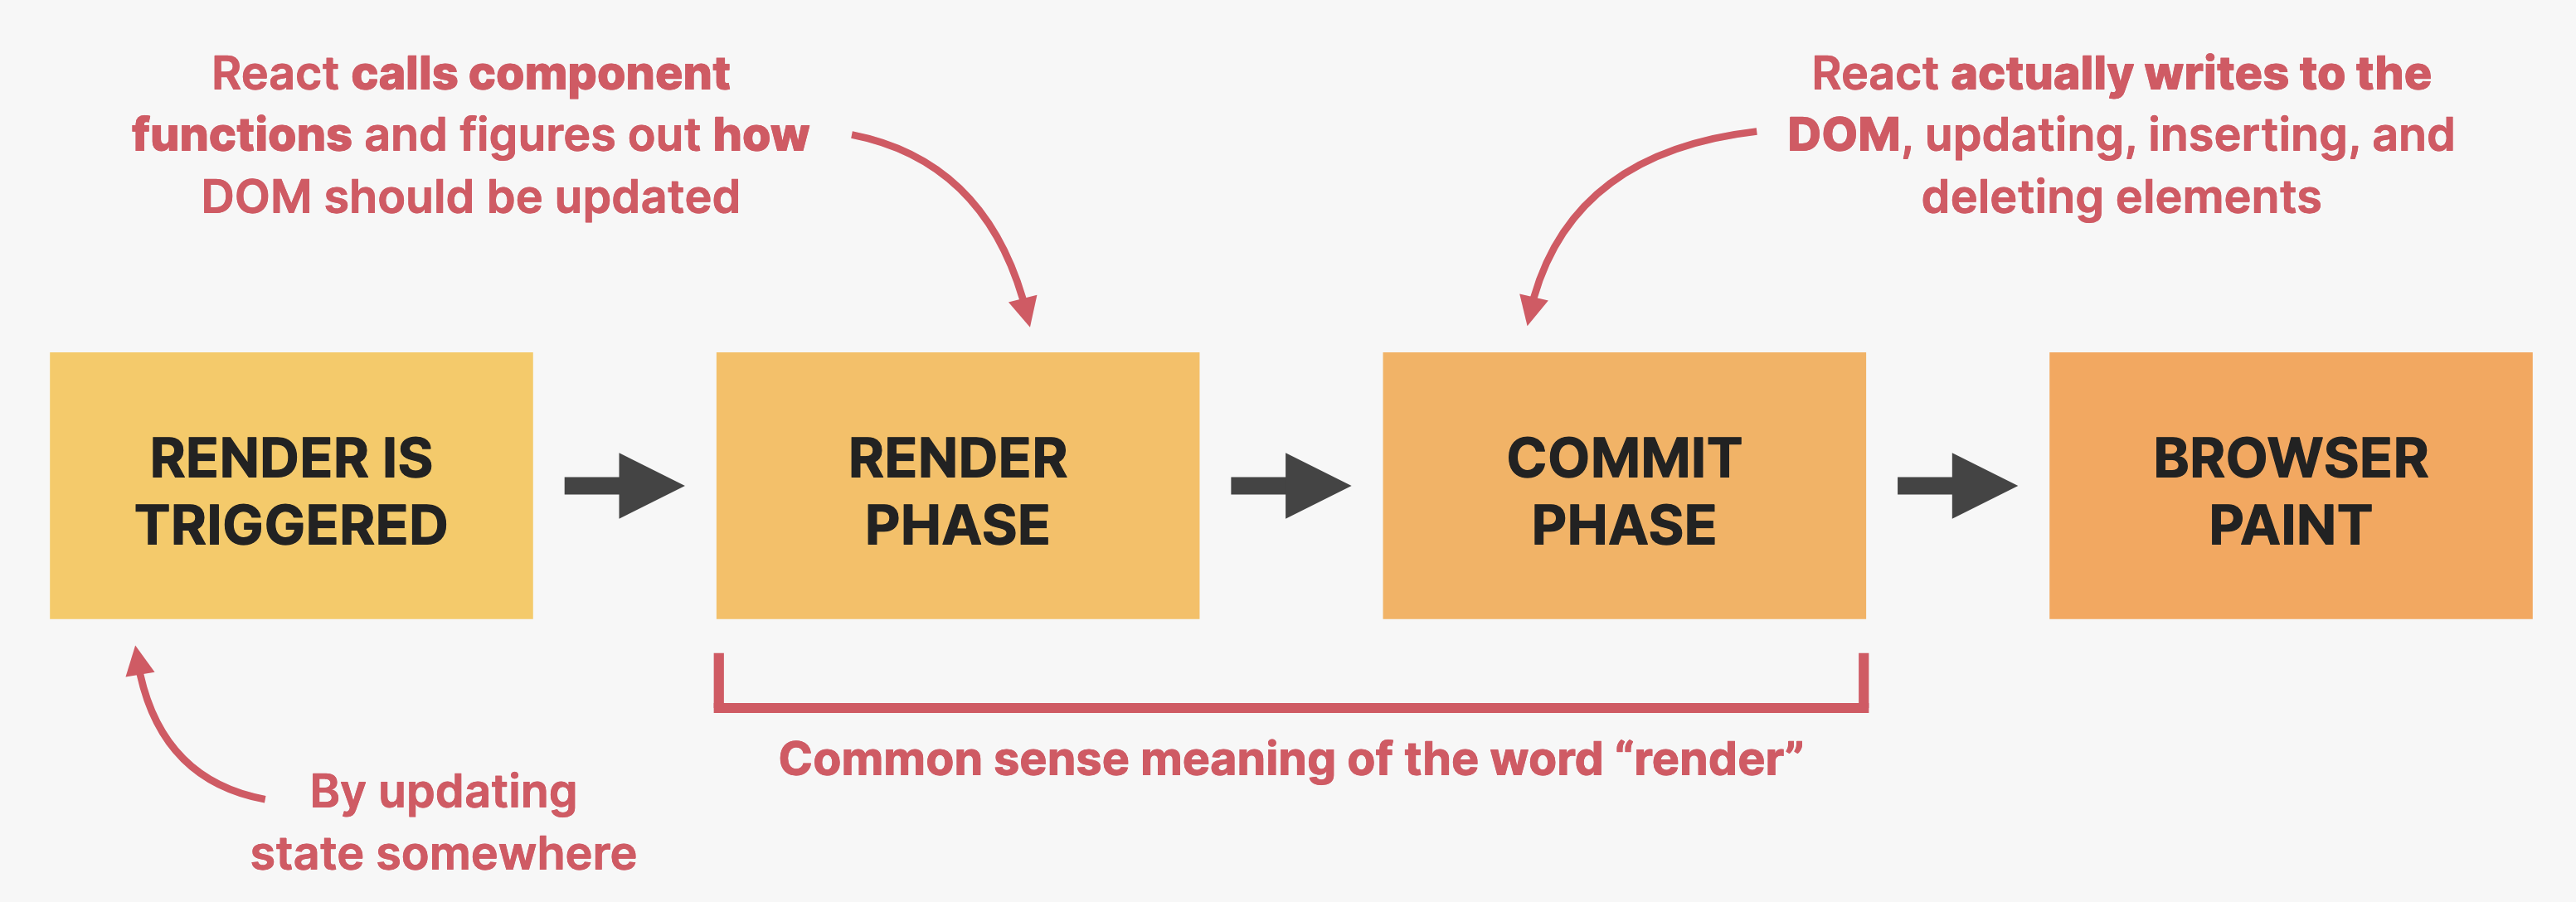 React calls component
functions and figures out how
DOM should be updated
React actually writes to the
DOM, updating, inserting, and
deleting elements
RENDER IS
TRIGGERED
RENDER
PHASE
COMMIT
PHASE
BROWSER
PAINT
By updating
state somewhere
Common sense meaning of the word “render”